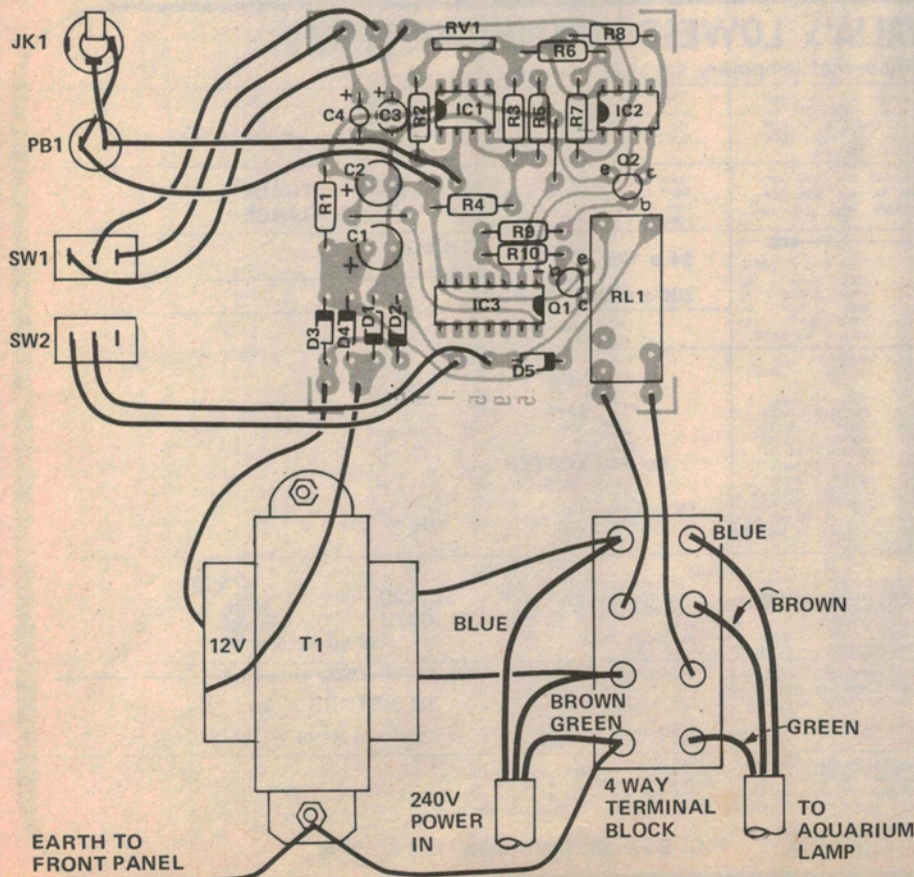 JK1
RV1
R8
R6
C4
C3
R2
IC1
R3
R5
R7
IC2
PB1
C2
Q2
e
c
b
R1
R4
C1
R9
R10
b
e
c
SW1
IC3
Q1
RL1
SW2
D3
D4
D1
D2
D5
12V
T1
BLUE
BLUE
BROWN
BROWN
GREEN
GREEN
240V
POWER
IN
4 WAY
TERMINAL
BLOCK
TO
AQUARIUM
LAMP
EARTH TO
FRONT PANEL